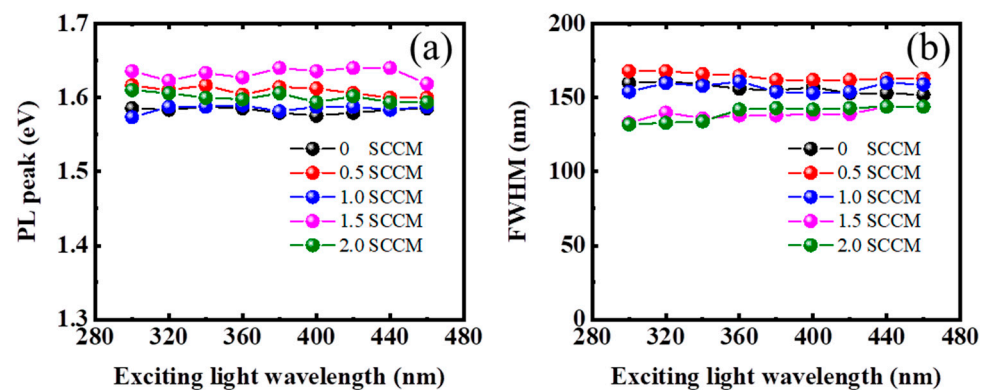 (a)
PL peak (eV)
1.7
1.6
1.5
1.4
1.3
0 SCCM
0.5 SCCM
1.0 SCCM
1.5 SCCM
2.0 SCCM
280 320 360 400 440 480
Exciting light wavelength (nm)
(b)
FWHM (nm)
200
150
100
50
0
0 SCCM
0.5 SCCM
1.0 SCCM
1.5 SCCM
2.0 SCCM
280 320 360 400 440 480
Exciting light wavelength (nm)